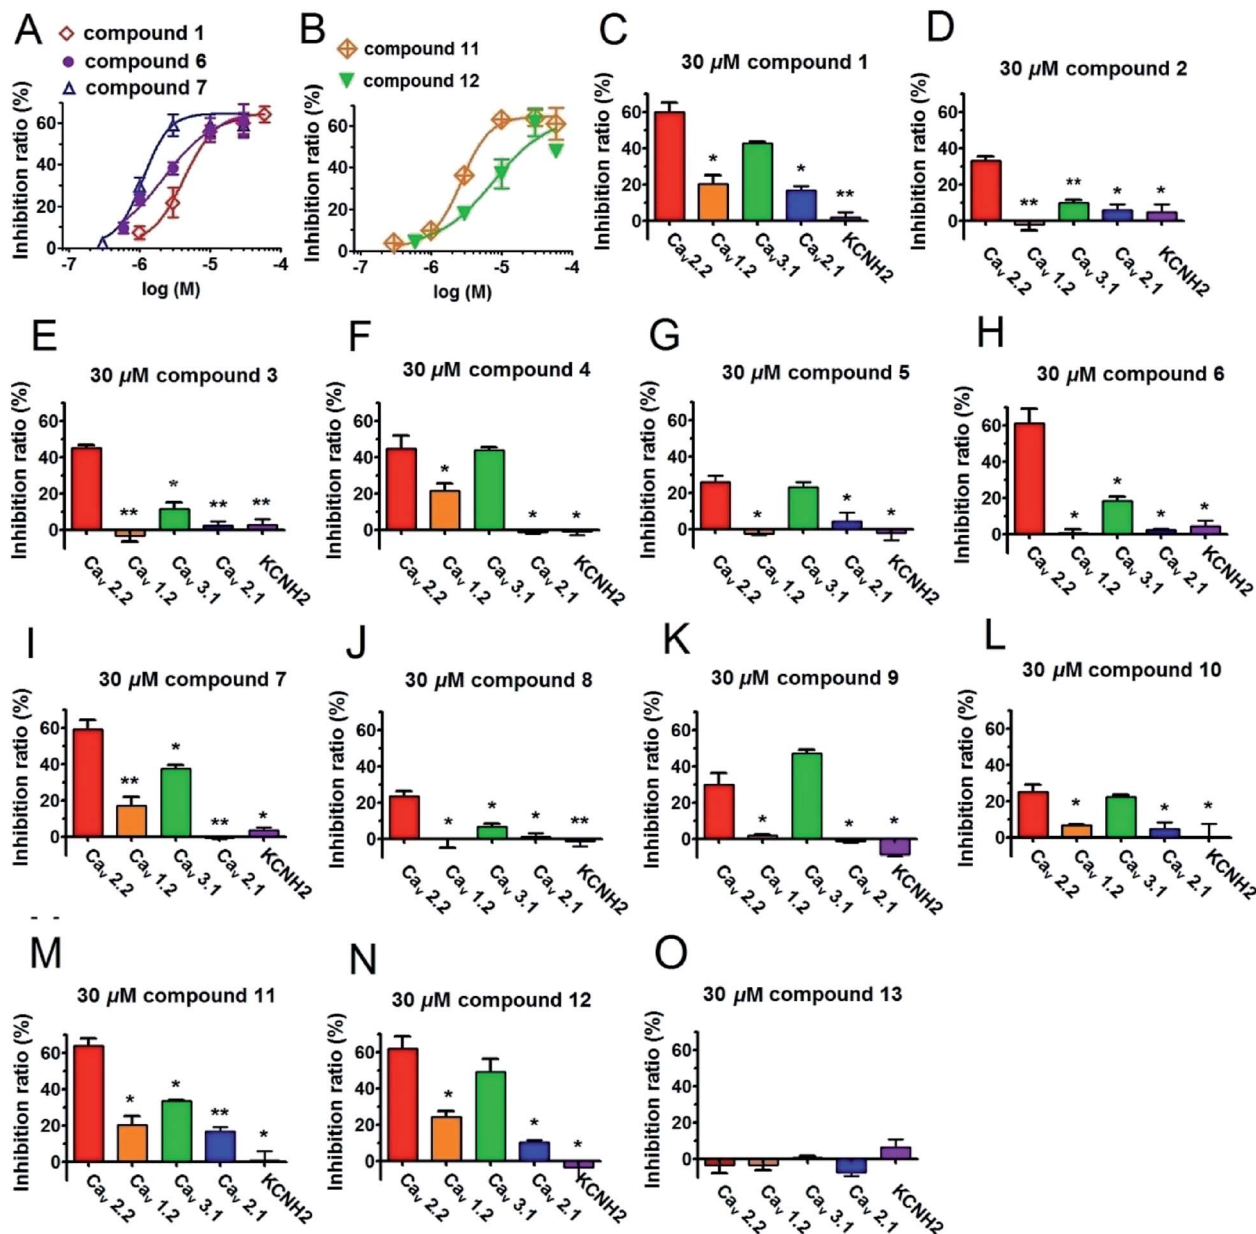 A
compound 1
compound 6
compound 7
Inhibition ratio (%)
60
40
20
0
-7 -6 -5 -4
log (M)
B
compound 11
compound 12
Inhibition ratio (%)
60
40
20
0
-7 -6 -5 -4
log (M)
C
30 µM compound 1
Inhibition ratio (%)
60
40
20
0
* * **
Cav2.2 Cav1.2 Cav3.1 Cav2.1 KCNH2
D
30 µM compound 2
Inhibition ratio (%)
60
40
20
0
** ** * *
Cav 2.2 Cav 1.2 Cav 3.1 Cav 2.1 KCNH2
E
30 µM compound 3
Inhibition ratio (%)
60
40
20
0
** * ** **
Cav 2.2 Cav 1.2 Cav 3.1 Cav 2.1 KCNH2
F
30 µM compound 4
Inhibition ratio (%)
60
40
20
0
* * *
Cav 2.2 Cav 1.2 Cav 3.1 Cav 2.1 KCNH2
G
30 µM compound 5
Inhibition ratio (%)
60
40
20
0
* * *
Cav 2.2 Cav 1.2 Cav 3.1 Cav 2.1 KCNH2
H
30 µM compound 6
Inhibition ratio (%)
60
40
20
0
* * * *
Cav 2.2 Cav 1.2 Cav 3.1 Cav 2.1 KCNH2
I
30 µM compound 7
Inhibition ratio (%)
60
40
20
0
** * ** *
Cav 2.2 Cav 1.2 Cav 3.1 Cav 2.1 KCNH2
J
30 µM compound 8
Inhibition ratio (%)
60
40
20
0
* * * **
Cav 2.2 Cav 1.2 Cav 3.1 Cav 2.1 KCNH2
K
30 µM compound 9
Inhibition ratio (%)
60
40
20
0
* * *
Cav 2.2 Cav 1.2 Cav 3.1 Cav 2.1 KCNH2
L
30 µM compound 10
Inhibition ratio (%)
60
40
20
0
* * *
Cav 2.2 Cav 1.2 Cav 3.1 Cav 2.1 KCNH2
M
30 µM compound 11
Inhibition ratio (%)
60
40
20
0
* * ** *
Cav 2.2 Cav 1.2 Cav 3.1 Cav 2.1 KCNH2
N
30 µM compound 12
Inhibition ratio (%)
60
40
20
0
* * *
Cav 2.2 Cav 1.2 Cav 3.1 Cav 2.1 KCNH2
O
30 µM compound 13
Inhibition ratio (%)
60
40
20
0
Cav 2.2 Cav 1.2 Cav 3.1 Cav 2.1 KCNH2